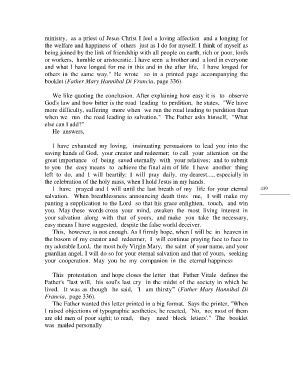 ministry, as a priest of Jesus Christ I feel a loving affection and a longing for
the welfare and happiness of others just as I do for myself. I think of myself as
being joined by the link of friendship with all people on earth, rich or poor, lords
or workers, humble or aristocratic. I have seen a brother and a lord in everyone
and what I have longed for me in this and in the after life, I have longed for
others in the same way." He wrote so in a printed page accompanying the
booklet (Father Mary Hannibal Di Francia, page 336).
We like quoting the conclusion. After explaining how easy it is to observe
God's law and how bitter is the road leading to perdition, he states, "We have
more difficulty, suffering more when we run the road leading to perdition than
when we run the road leading to salvation." The Father asks himself, "What
else can I add?"
He answers,
I have exhausted my loving, insinuating persuasions to lead you into the
saving hands of God, your creator and redeemer; to call your attention on the
great importance of being saved eternally with your relatives; and to submit
to you the easy means to achieve the final aim of life I have another thing
left to do, and I will heartily: I will pray daily, my dearest...., especially in
the celebration of the holy mass, when I hold Jesus in my hands.
I have prayed and I will until the last breath of my life for your eternal
salvation. When breathlessness announcing death tires me, I will make my
panting a supplication to the Lord so that his grace enlighten, touch, and win
you. May these words cross your mind, awaken the most living interest in
your salvation along with that of yours, and make you take the necessary,
easy means I have suggested, despite the false world deceiver.
This, however, is not enough. As I firmly hope, when I will be in heaven in
the bosom of my creator and redeemer, I will continue praying face to face to
my adorable Lord, the most holy Virgin Mary, the saint of your name, and your
guardian angel. I will do so for your eternal salvation and that of yours, seeking
your cooperation. May you be my companion in the eternal happiness
This protestation and hope closes the letter that Father Vitale defines the
Father's "last will, his soul's last cry in the midst of the society in which he
lived. It was as though he said, "I am thirsty" (Father Mary Hannibal Di
Francia, page 336).
The Father wanted this letter printed in a big format. Says the printer, "When
I raised objections of typographic aesthetics, he reacted, 'No, no; most of them
are old men of poor sight; to read, they need block letters'." The booklet
was mailed personally